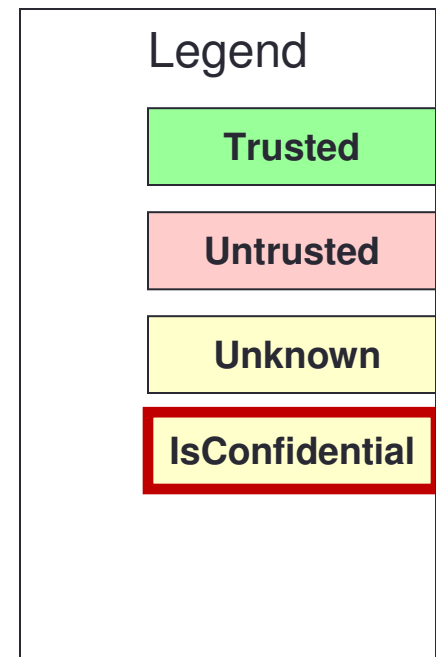 Legend
Trusted
Untrusted
Unknown
IsConfidential